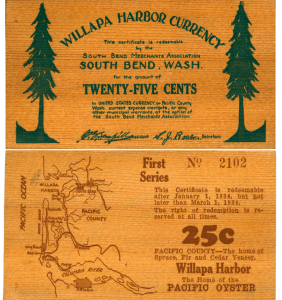 WILLAPA HARBOR CURRENCY
This certificate is redeemable
by the
SOUTH BEND MERCHANTS ASSOCIATION
SOUTH BEND, WASH.
for the amount of
TWENTY-FIVE CENTS
in UNITED STATES CURRENCY, or Pacific County
Wash. current expense warrants, or any
other municipal warrants, at the option of
the South Bend Merchants Association.
Secretary
First
Series
No 2102
This Certificate is redeemable
after January 1, 1934, but not
later than March 1, 1934.
The right of redemption is re-
served at all times.
25c
PACIFIC COUNTY—The home of
Spruce, Fir and Cedar Veneer.
Willapa Harbor
The Home of the
PACIFIC OYSTER
PACIFIC OCEAN
WILLAPA
HARBOR
PACIFIC
COUNTY
COLUMBIA RIVER